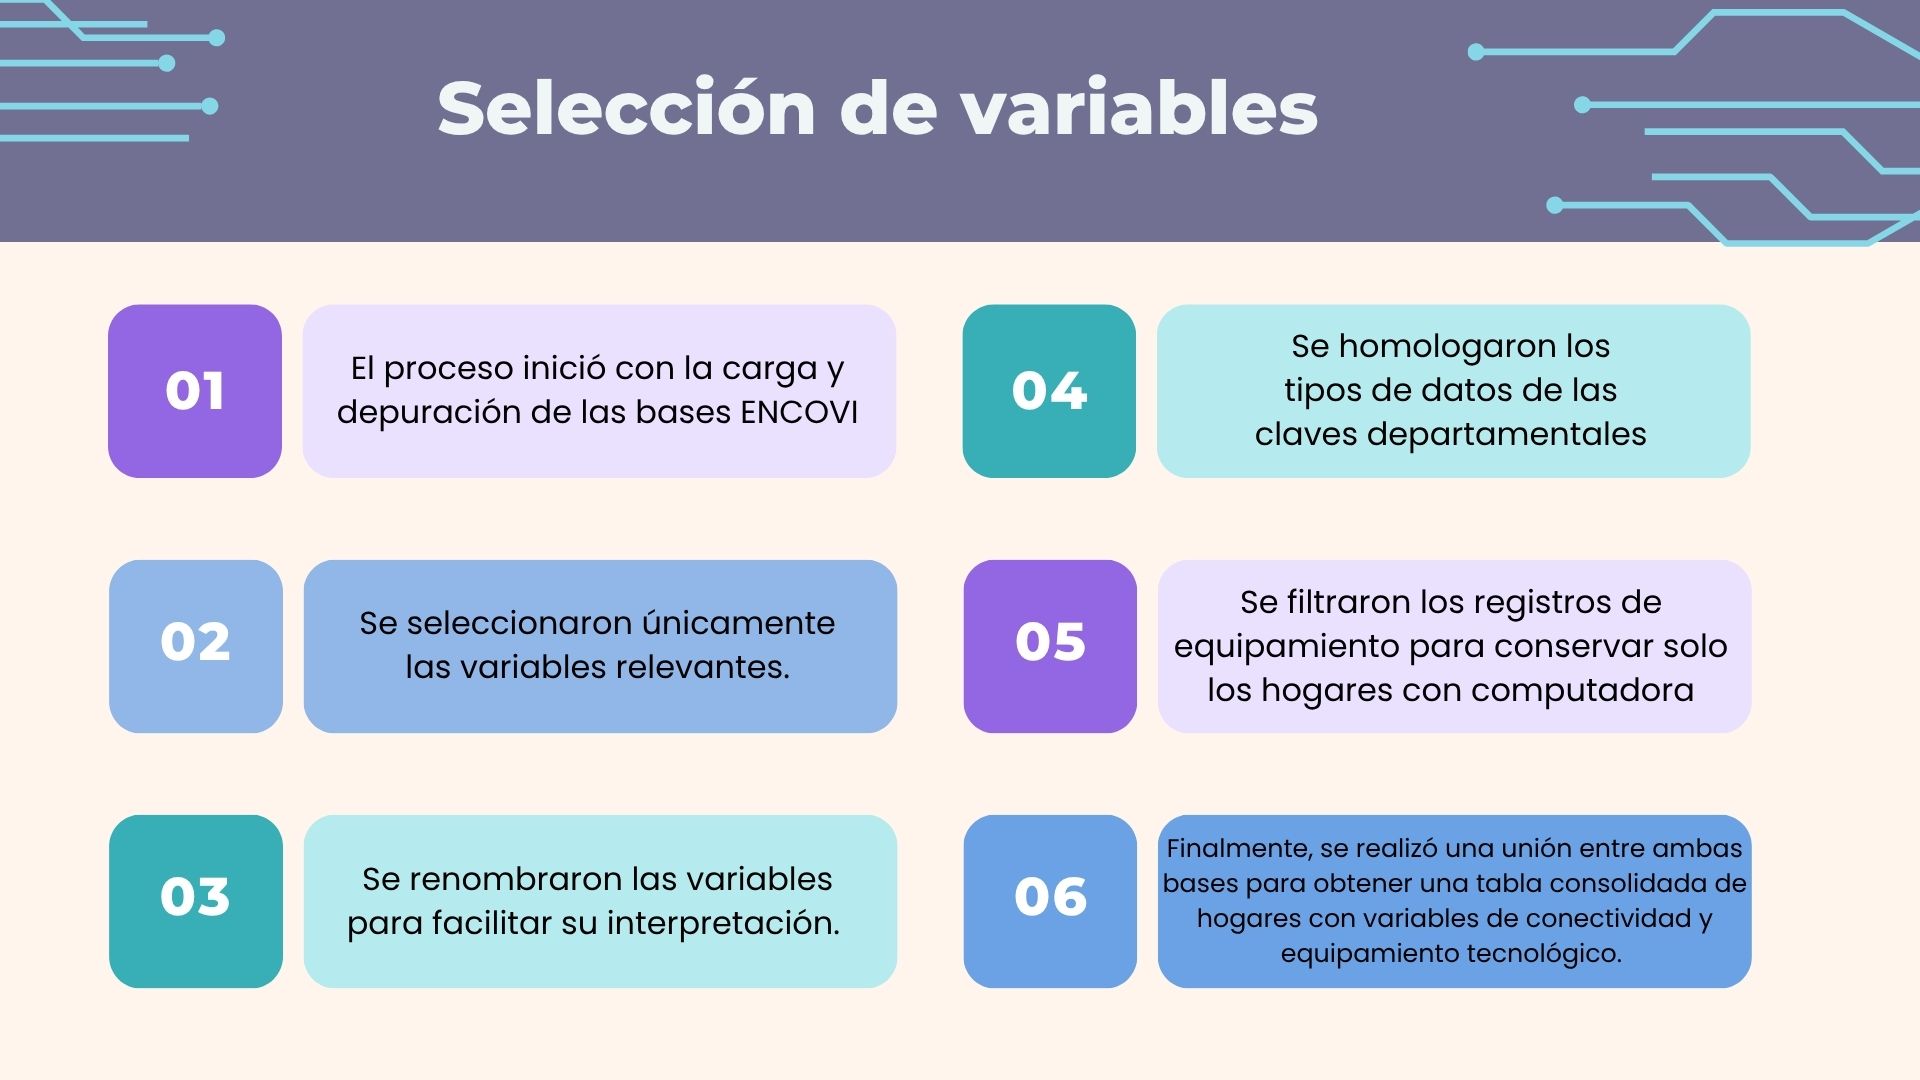 Selección de variables
01
El proceso inició con la carga y
depuración de las bases ENCOVI
02
Se seleccionaron únicamente
las variables relevantes.
03
Se renombraron las variables
para facilitar su interpretación.
04
Se homologaron los
tipos de datos de las
claves departamentales
05
Se filtraron los registros de
equipamiento para conservar solo
los hogares con computadora
06
Finalmente, se realizó una unión entre ambas
bases para obtener una tabla consolidada de
hogares con variables de conectividad y
equipamiento tecnológico.